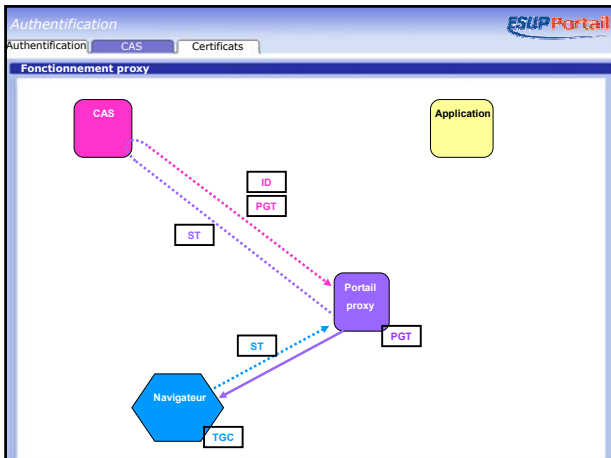 Authentification
ESUP Portail
Authentification
CAS
Certificats
Fonctionnement proxy
CAS
Application
ID
PGT
ST
Portail
proxy
ST
PGT
Navigateur
TGC